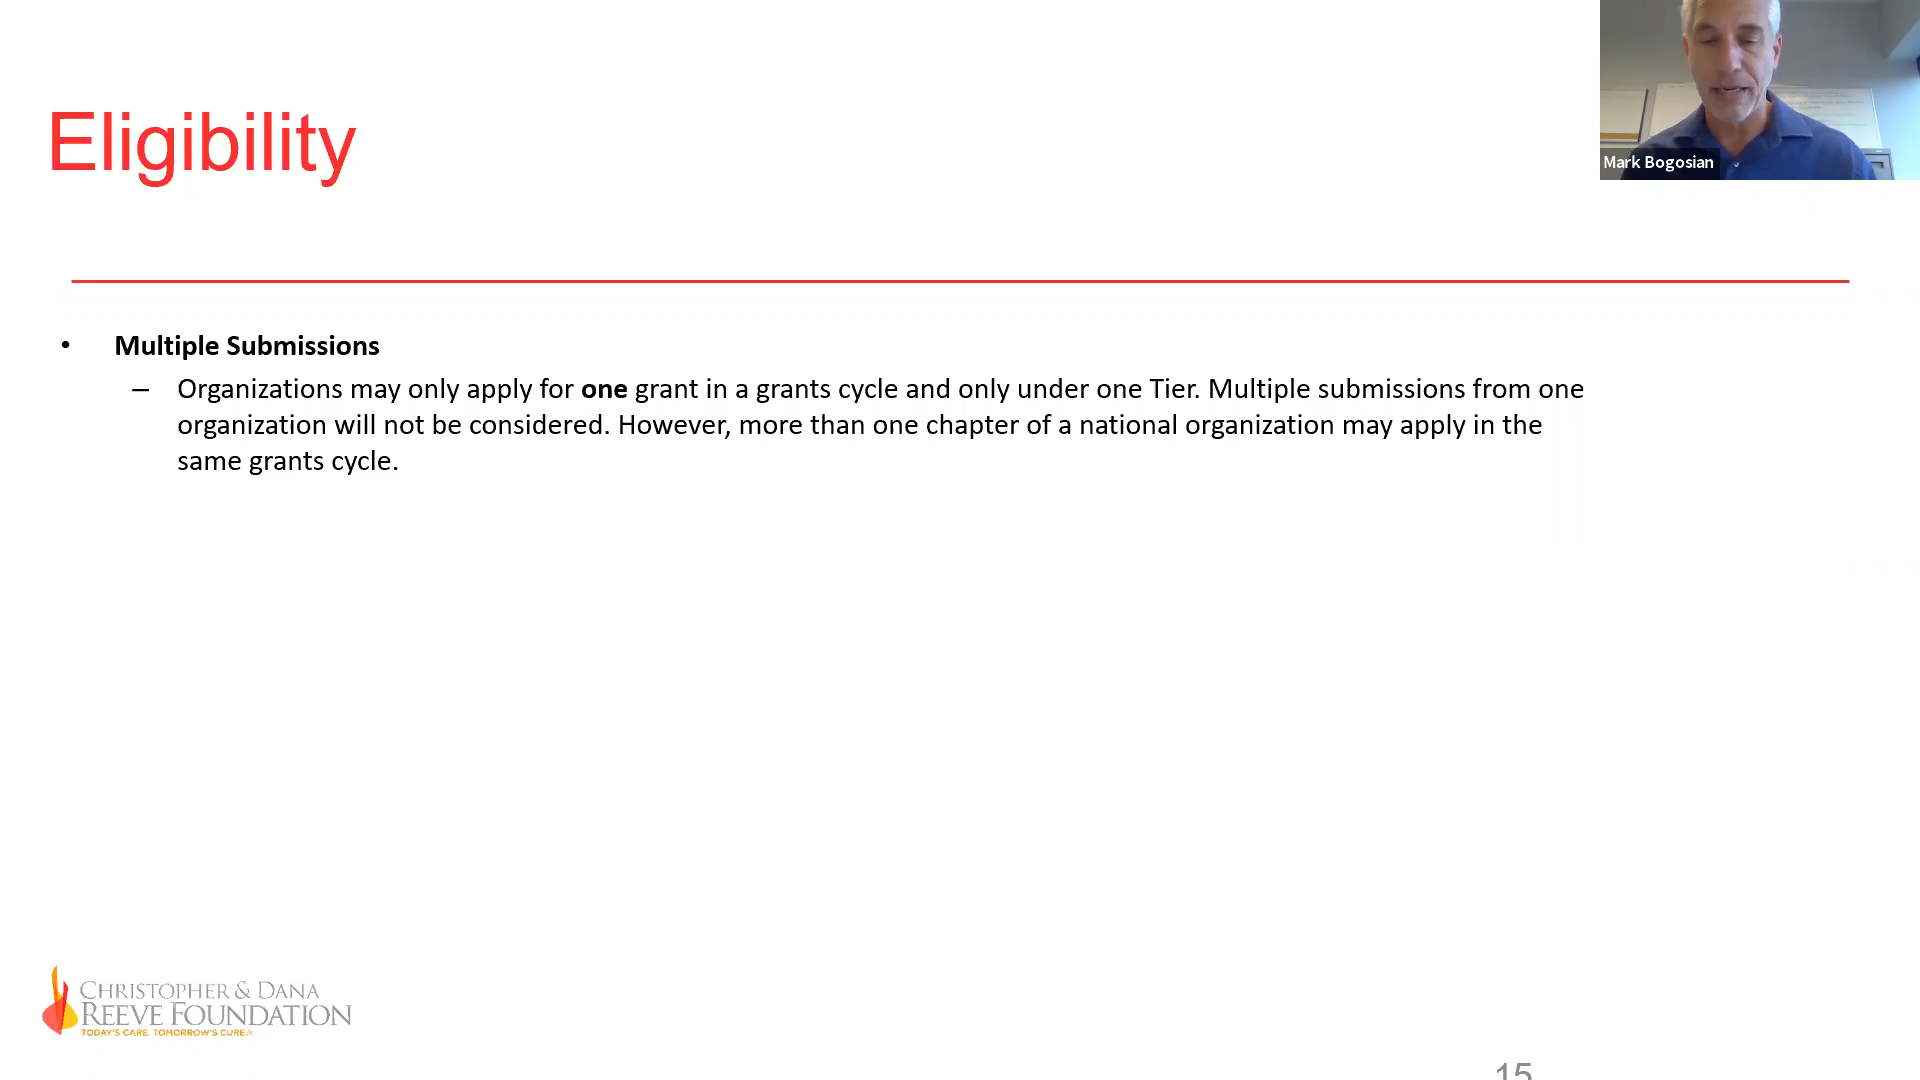 Eligibility
Mark Bogosian
• Multiple Submissions
– Organizations may only apply for one grant in a grants cycle and only under one Tier. Multiple submissions from one
organization will not be considered. However, more than one chapter of a national organization may apply in the
same grants cycle.
CHRISTOPHER & DANA
REEVE FOUNDATION
TODAY'S CARE. TOMORROW'S CURE.®
15